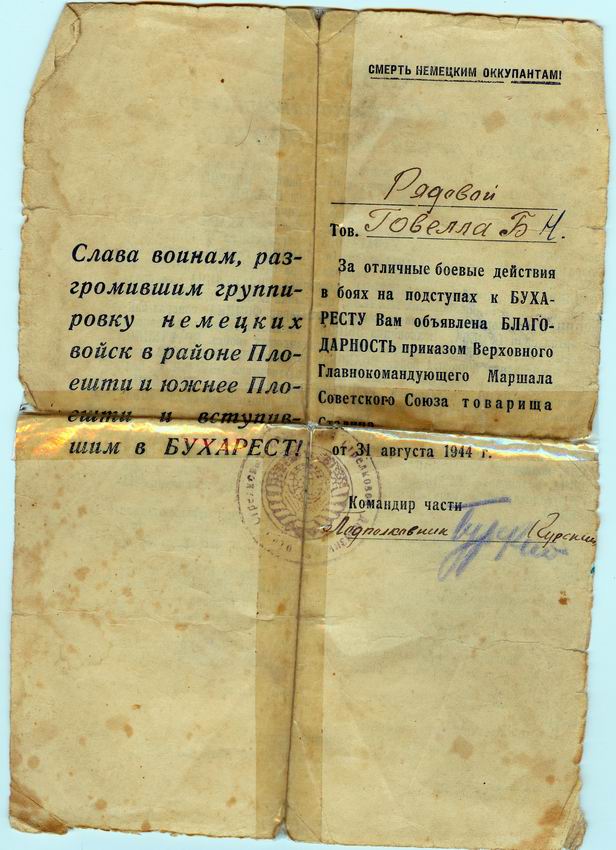 Слава воинам, раз-
громившим группи-
ровку немецких
войск в районе Пло-
ешти и южнее Пло-
ешти и вступив-
шим в БУХАРЕСТ!
СМЕРТЬ НЕМЕЦКИМ ОККУПАНТАМ!
Рядовой
Тов. Говелла Б Н.
За отличные боевые действия
в боях на подступах к БУХА-
РЕСТУ Вам объявлена БЛАГО-
ДАРНОСТЬ приказом Верховного
Главнокомандующего Маршала
Советского Союза товарища
Сталина
от 31 августа 1944 г.
Командир части
Подполковник